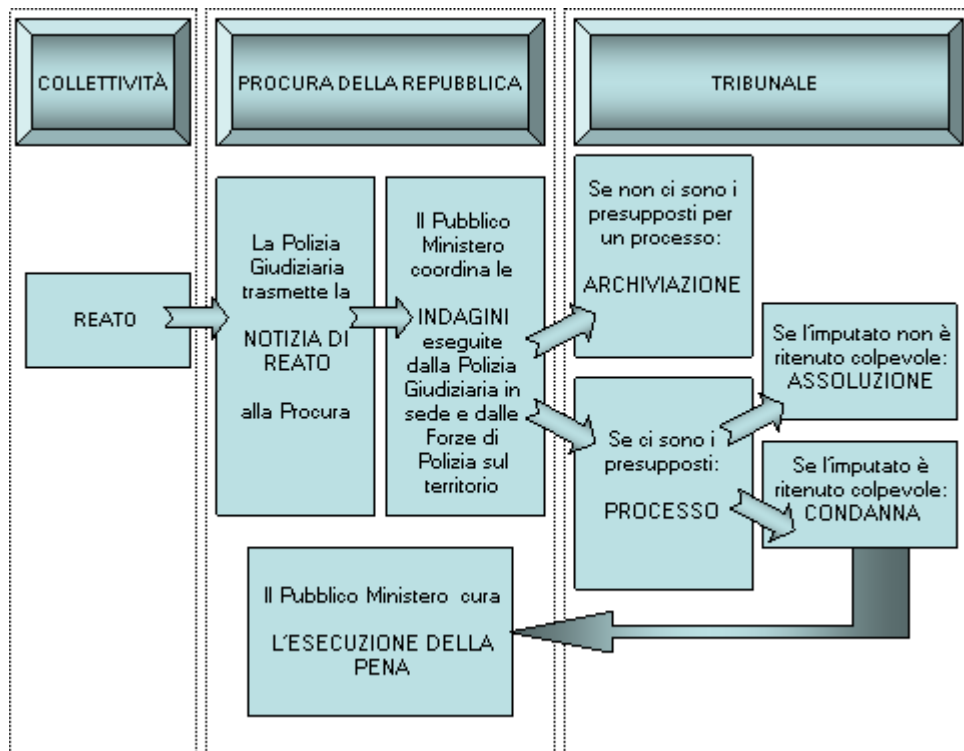 COLLETTIVITÀ
PROCURA DELLA REPUBBLICA
TRIBUNALE
REATO
La Polizia
Giudiziaria
trasmette la
NOTIZIA DI
REATO
alla Procura
Il Pubblico
Ministero
coordina le
INDAGINI
eseguite
dalla Polizia
Giudiziaria in
sede e dalle
Forze di
Polizia sul
territorio
Se non ci sono i
presupposti per
un processo:
ARCHIVIAZIONE
Se ci sono i
presupposti:
PROCESSO
Se l'imputato non è
ritenuto colpevole:
ASSOLUZIONE
Se l'imputato è
ritenuto colpevole:
CONDANNA
Il Pubblico Ministero cura
L'ESECUZIONE DELLA
PENA